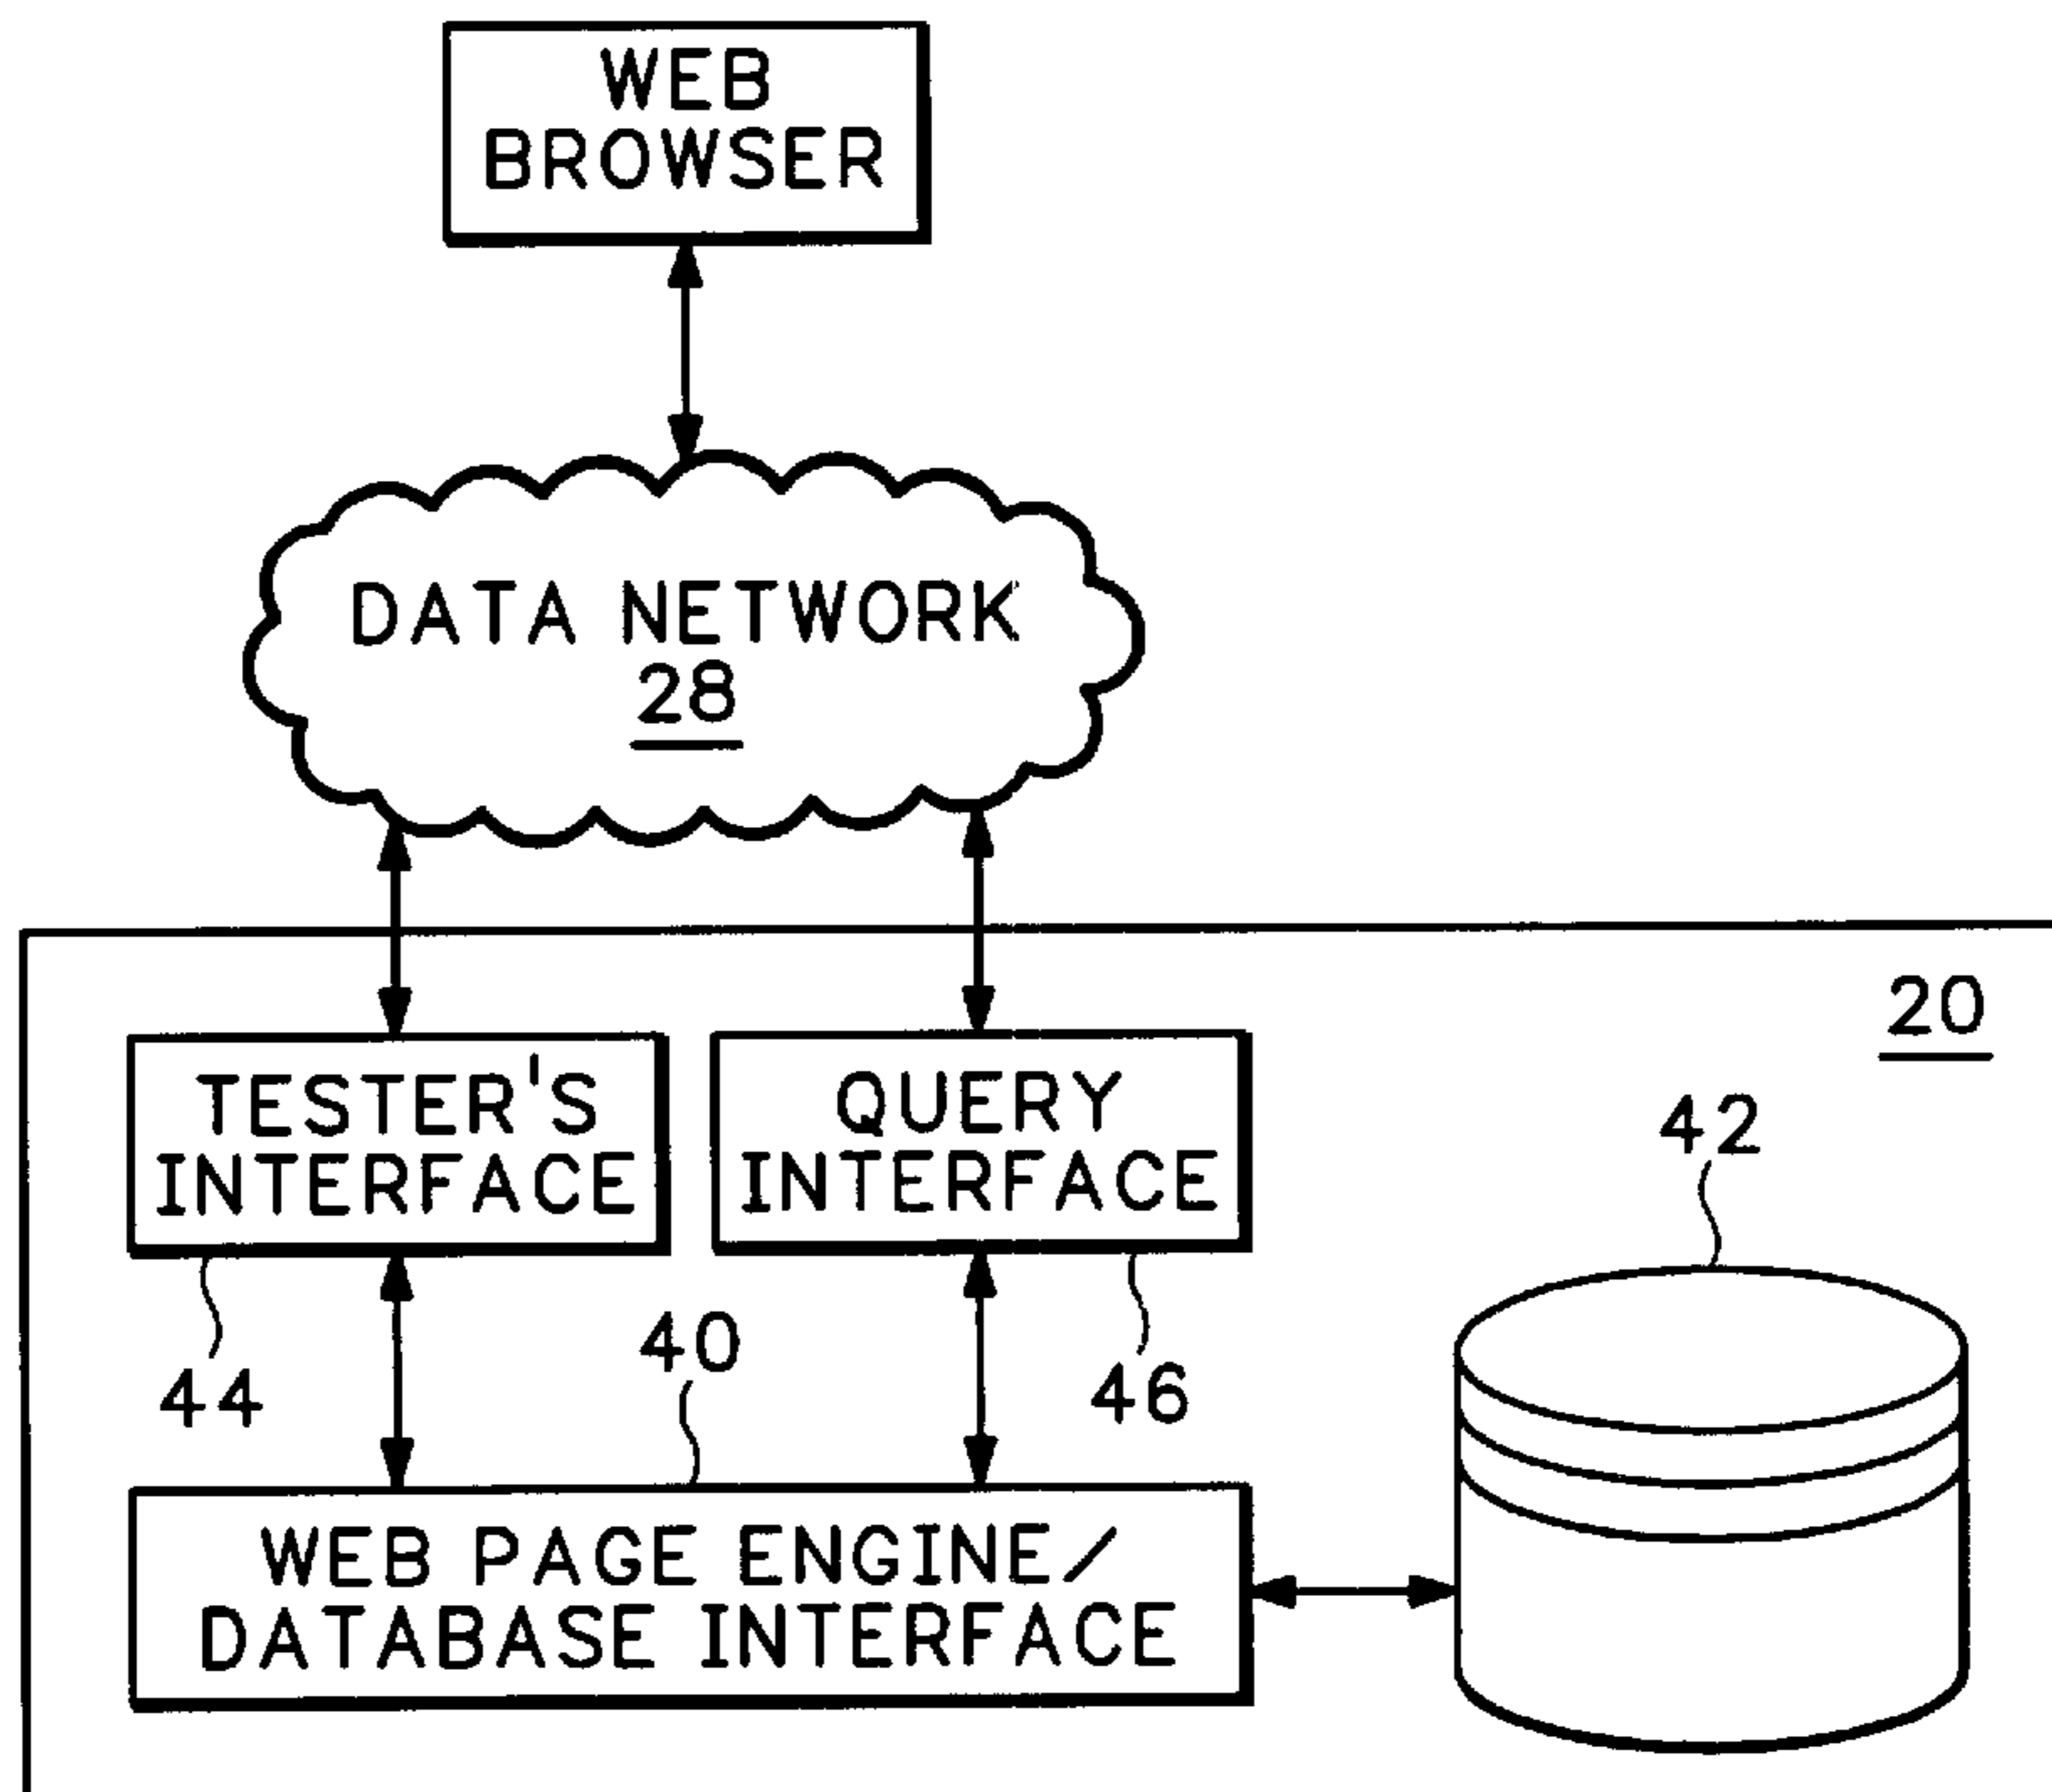 WEB
BROWSER
DATA NETWORK
28
20
TESTER'S
INTERFACE
QUERY
INTERFACE
42
44
40
46
WEB PAGE ENGINE/
DATABASE INTERFACE